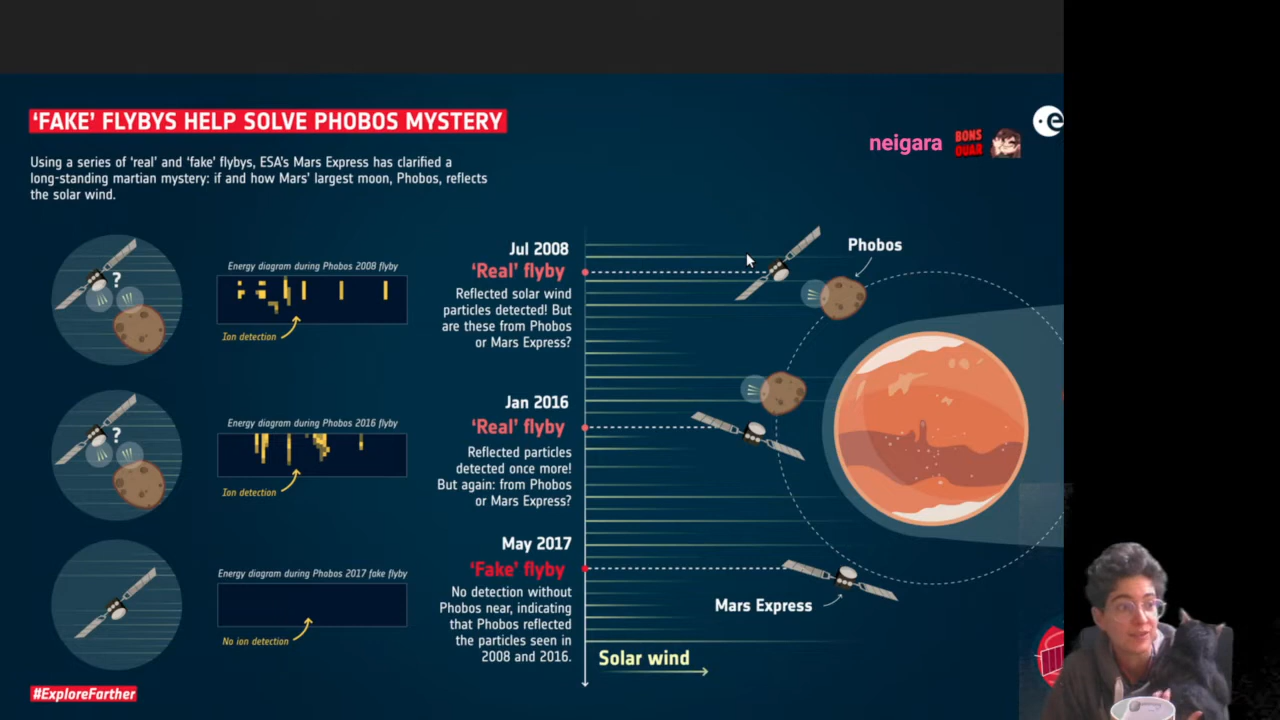 'FAKE' FLYBYS HELP SOLVE PHOBOS MYSTERY
Using a series of 'real' and 'fake' flybys, ESA's Mars Express has clarified a
long-standing martian mystery: if and how Mars' largest moon, Phobos, reflects
the solar wind.
neigara
BONS
QUAR
e
?
Energy diagram during Phobos 2008 flyby
Ion detection
Jul 2008
'Real' flyby
Reflected solar wind
particles detected! But
are these from Phobos
or Mars Express?
Phobos
?
Energy diagram during Phobos 2016 flyby
Ion detection
Jan 2016
'Real' flyby
Reflected particles
detected once more!
But again: from Phobos
or Mars Express?
Energy diagram during Phobos 2017 fake flyby
No ion detection
May 2017
'Fake' flyby
No detection without
Phobos near, indicating
that Phobos reflected
the particles seen in
2008 and 2016.
Mars Express
Solar wind
#ExploreFarther